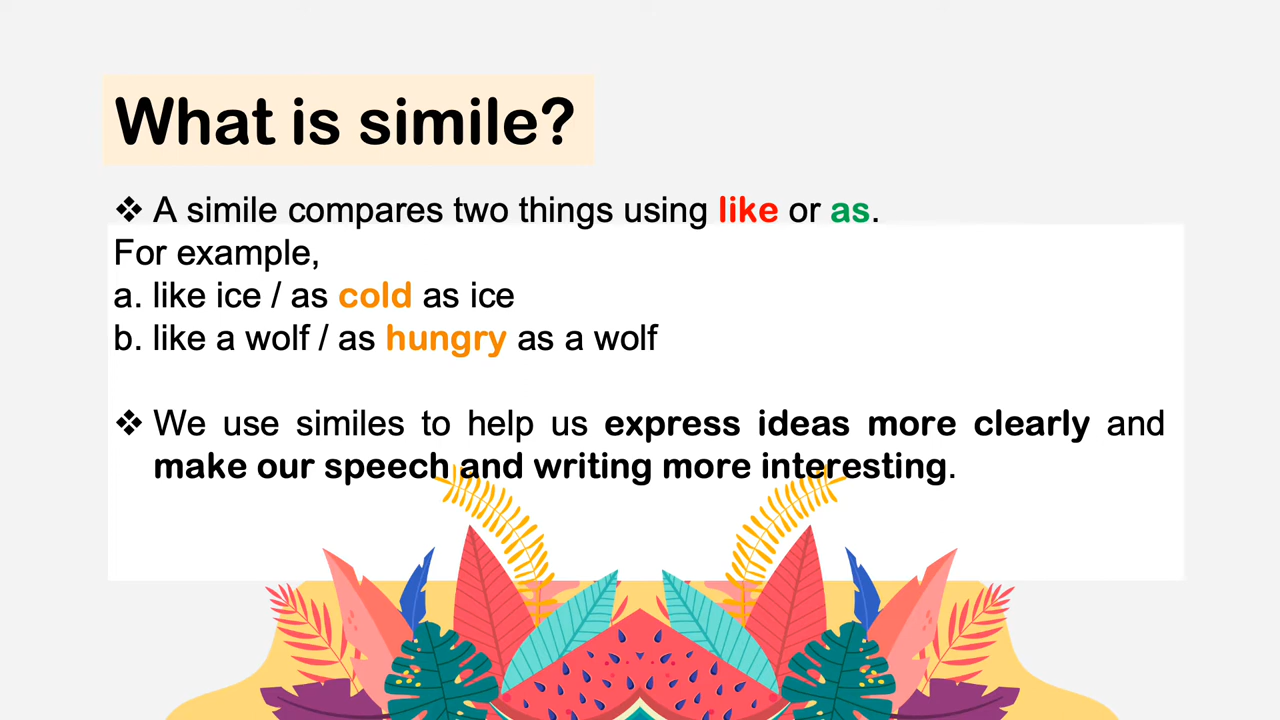 What is simile?
❖ A simile compares two things using like or as.
For example,
a. like ice / as cold as ice
b. like a wolf / as hungry as a wolf
❖ We use similes to help us express ideas more clearly and
make our speech and writing more interesting.